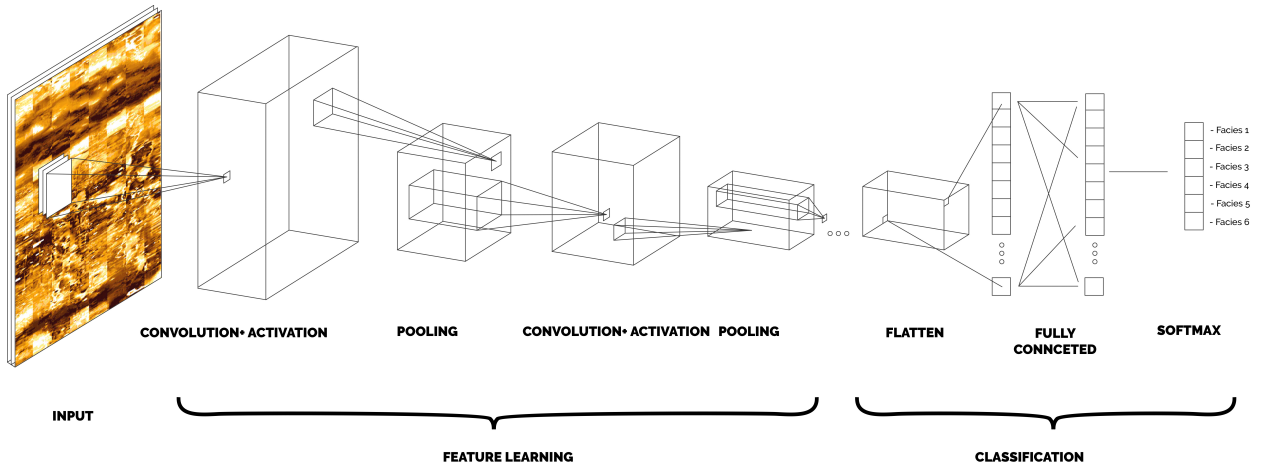 - Facies 1
- Facies 2
- Facies 3
- Facies 4
- Facies 5
- Facies 6
CONVOLUTION+ ACTIVATION
POOLING
CONVOLUTION+ ACTIVATION
POOLING
FLATTEN
FULLY
CONNCETED
SOFTMAX
INPUT
FEATURE LEARNING
CLASSIFICATION